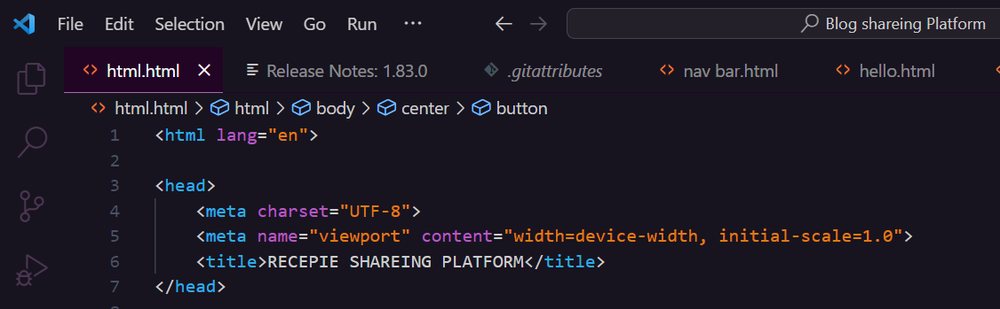 File Edit Selection View Go Run ··· Blog shareing Platform
html.html Release Notes: 1.83.0 .gitattributes nav bar.html hello.html
html.html > html > body > center > button
1 <html lang="en">
2
3 <head>
4 <meta charset="UTF-8">
5 <meta name="viewport" content="width=device-width, initial-scale=1.0">
6 <title>RECEPIE SHAREING PLATFORM</title>
7 </head>